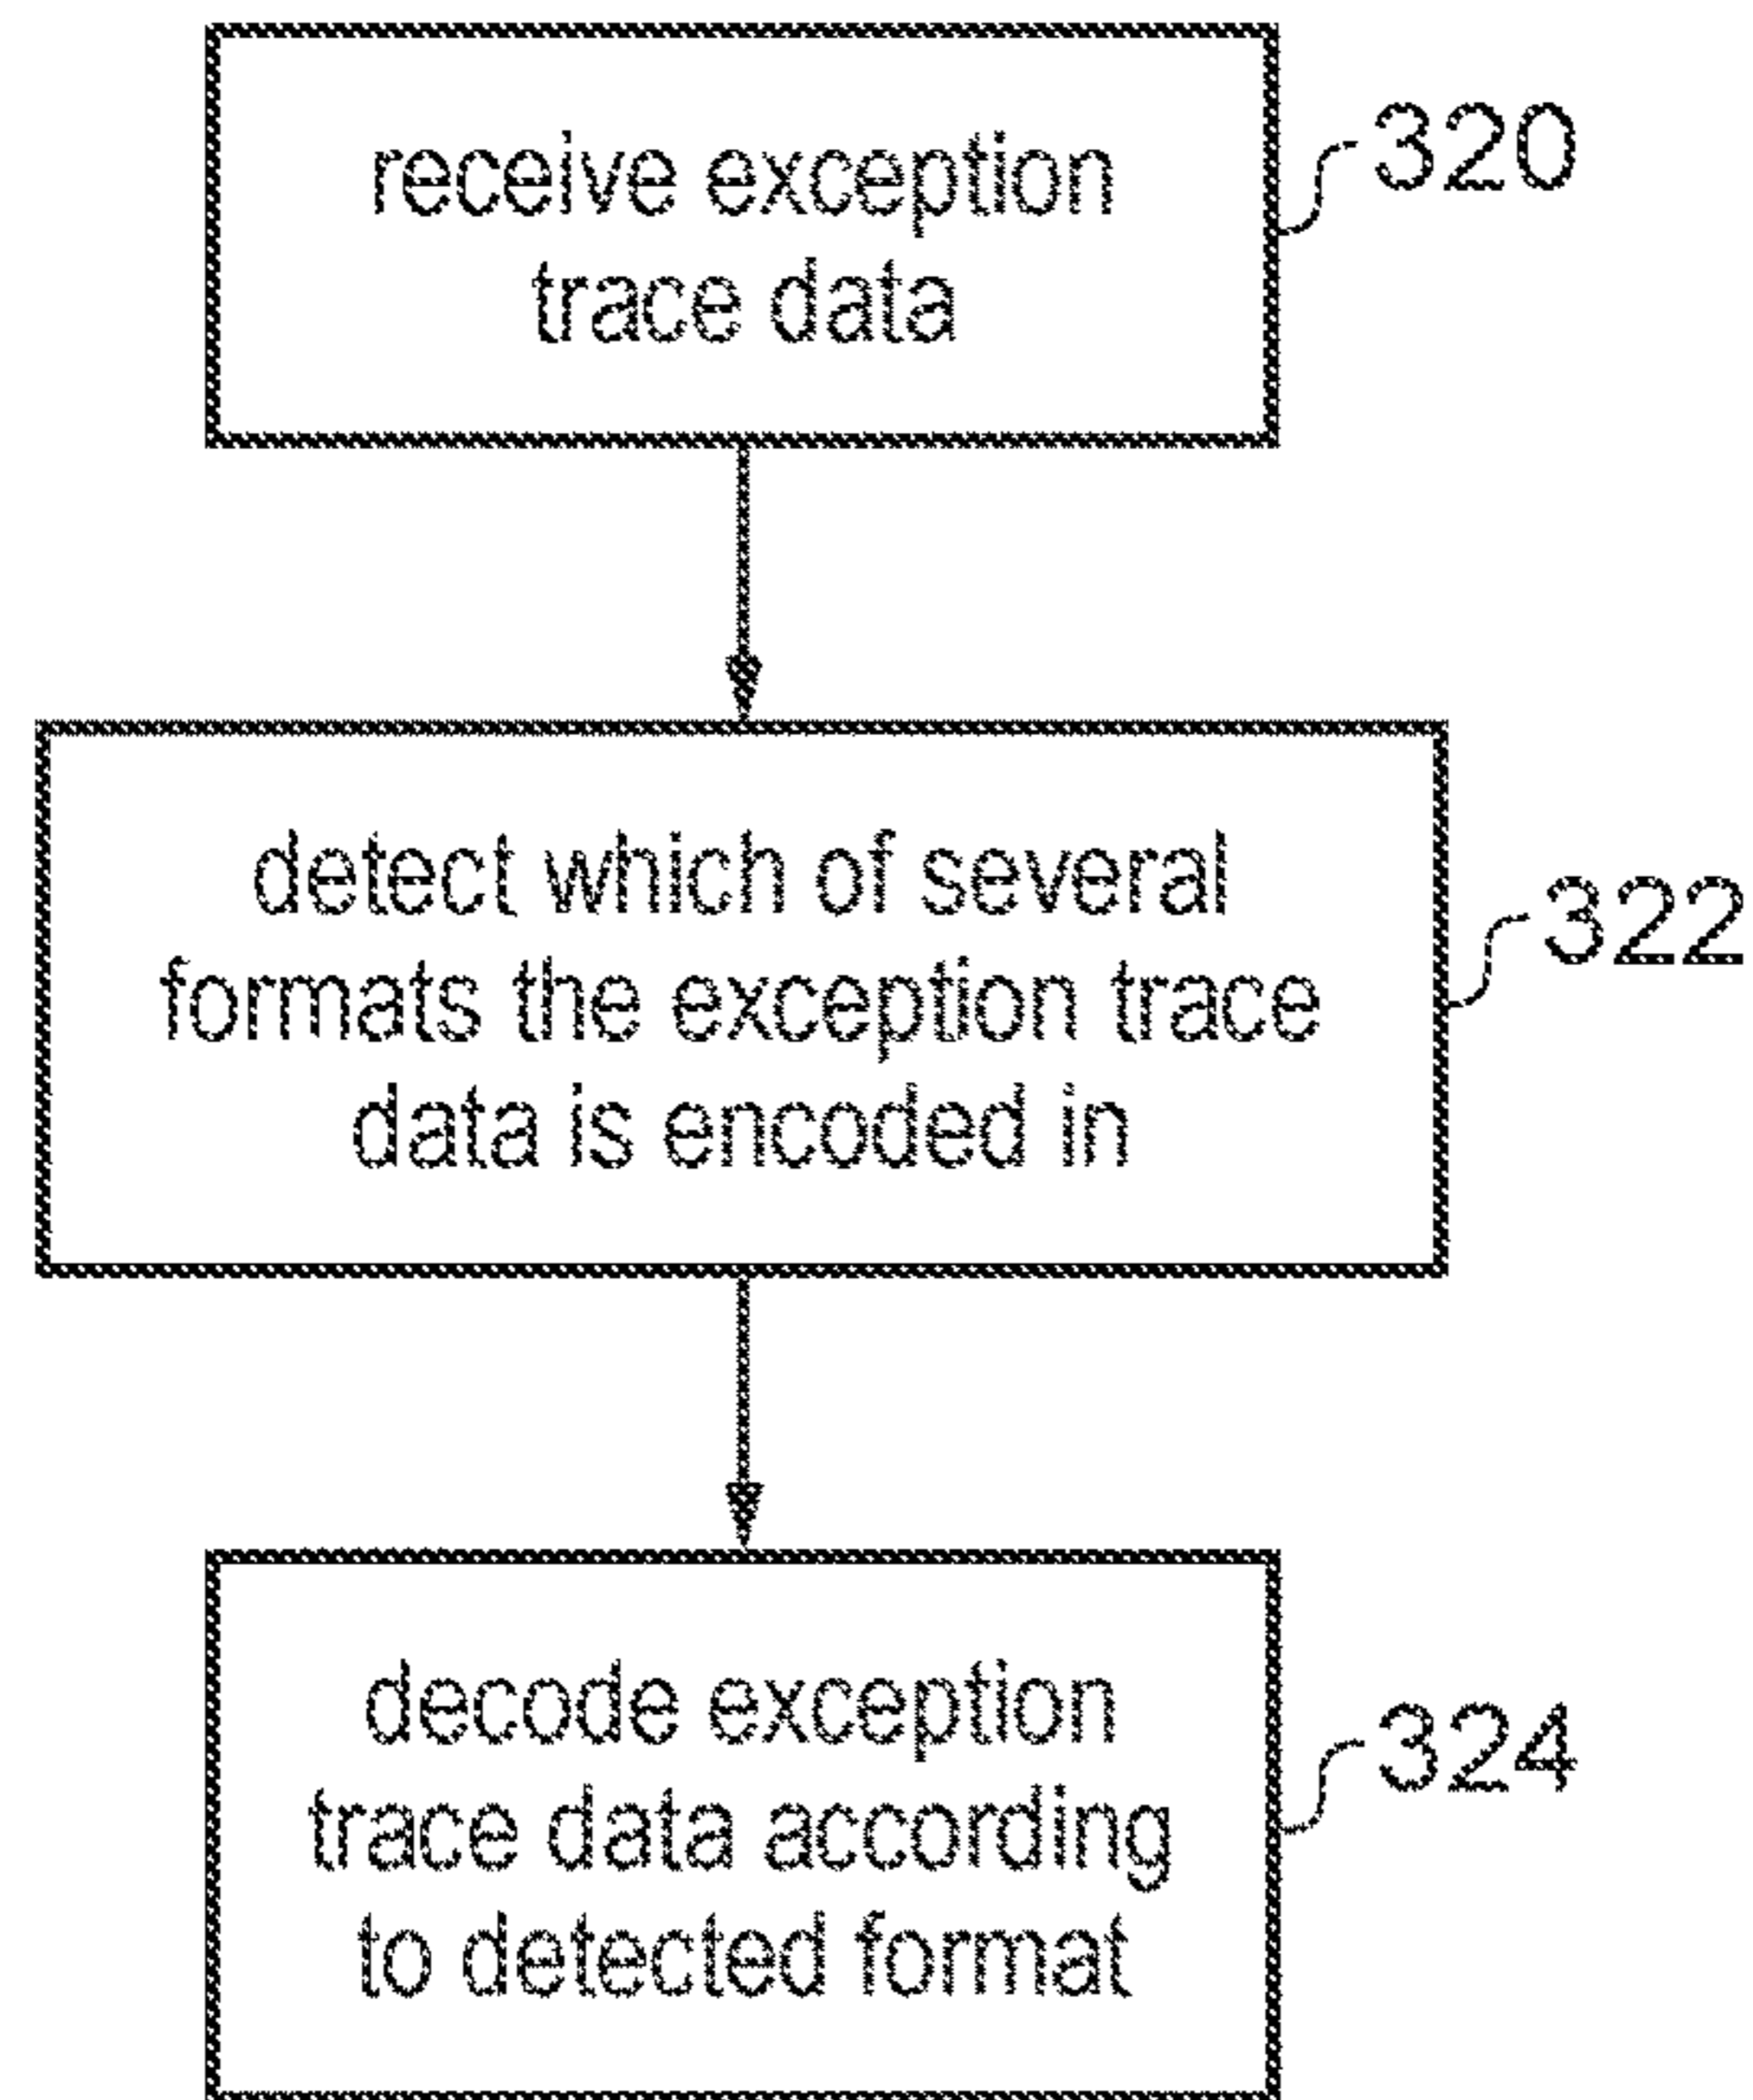 receive exception
trace data
320
detect which of several
formats the exception trace
data is encoded in
322
decode exception
trace data according
to detected format
324